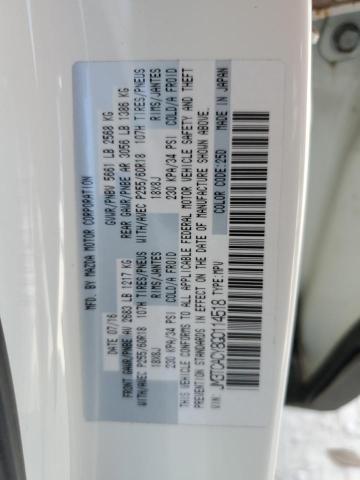 MFD. BY MAZDA MOTOR CORPORATION
DATE 07/16 GVWR/PNBV 5661 LB 2568 KG
FRONT GAWR/PNBE AV 2683 LB 1217 KG REAR GAWR/PNBE AR 3056 LB 1386 KG
WITH/AVEC P255/60R18 107H TIRES/PNEUS WITH/AVEC P255/60R18 107H TIRES/PNEUS
18X8J RIMS/JANTES 18X8J RIMS/JANTES
230 KPA/34 PSI COLD/A FROID 230 KPA/34 PSI COLD/A FROID
THIS VEHICLE CONFORMS TO ALL APPLICABLE FEDERAL MOTOR VEHICLE SAFETY AND THEFT
PREVENTION STANDARDS IN EFFECT ON THE DATE OF MANUFACTURE SHOWN ABOVE.
COLOR CODE:25D MADE IN JAPAN
VIN: TYPE:MPV